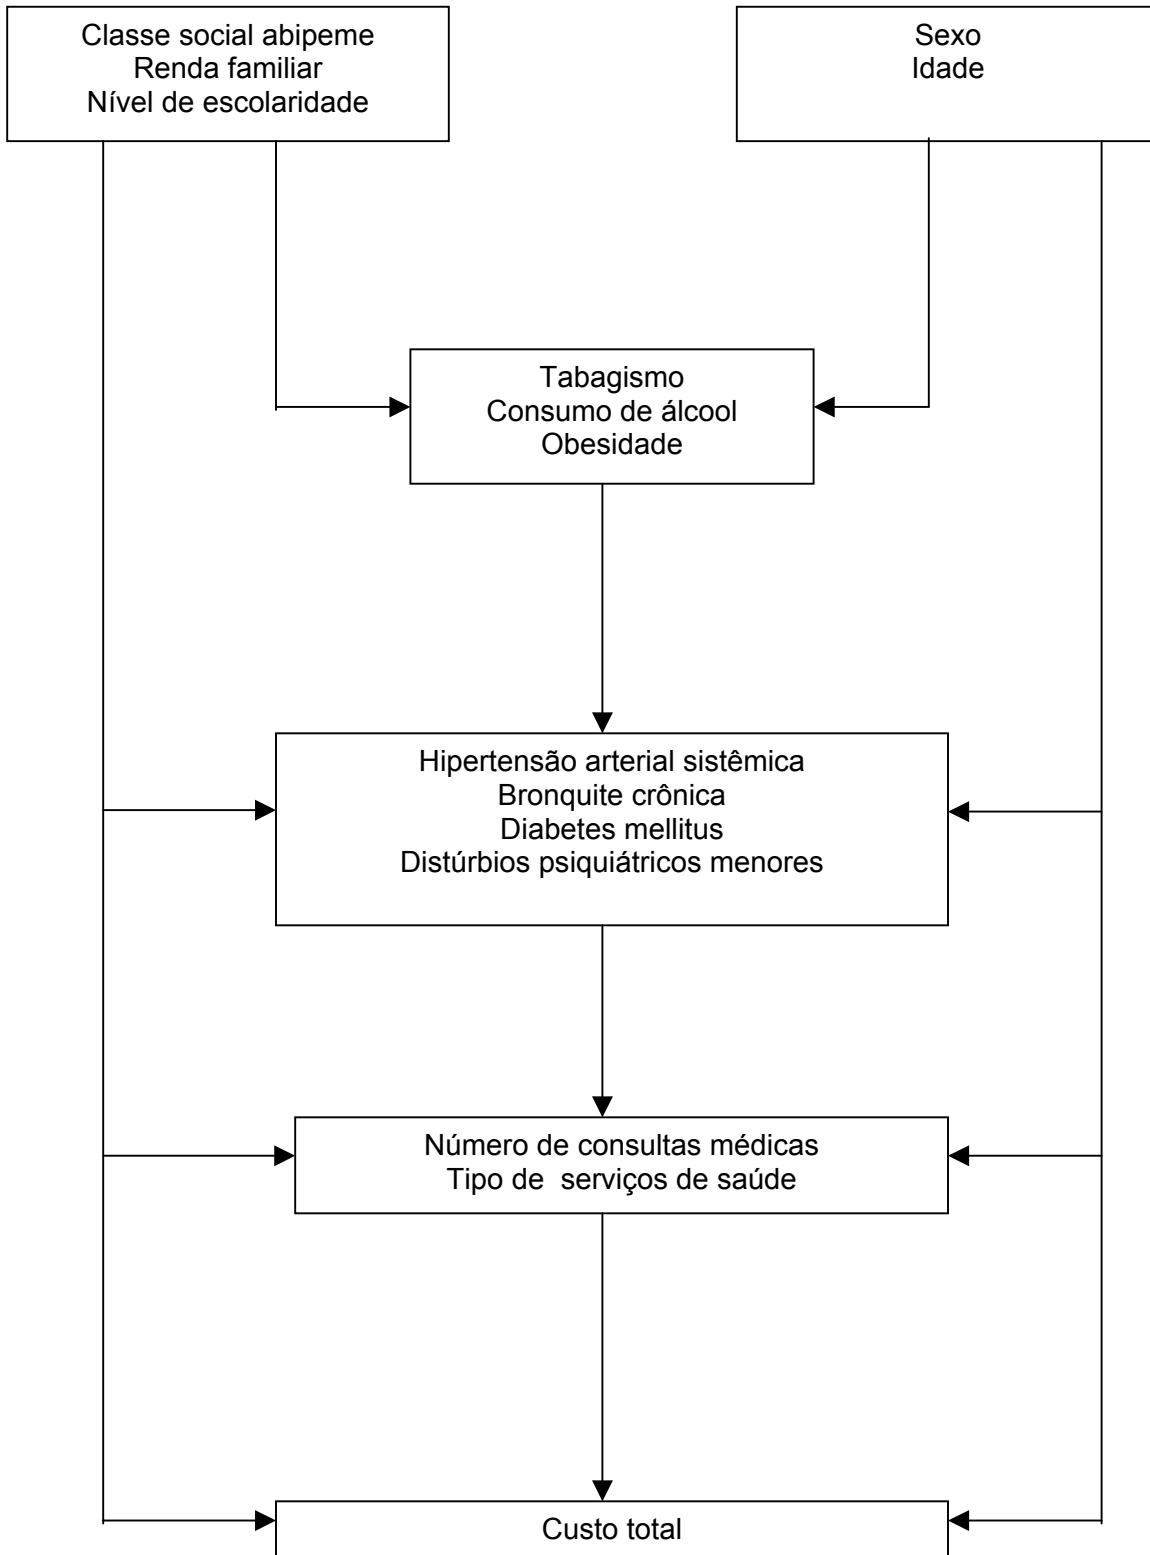 Classe social abipeme
Renda familiar
Nível de escolaridade
Sexo
Idade
Tabagismo
Consumo de álcool
Obesidade
Hipertensão arterial sistêmica
Bronquite crônica
Diabetes mellitus
Distúrbios psiquiátricos menores
Número de consultas médicas
Tipo de  serviços de saúde
Custo total